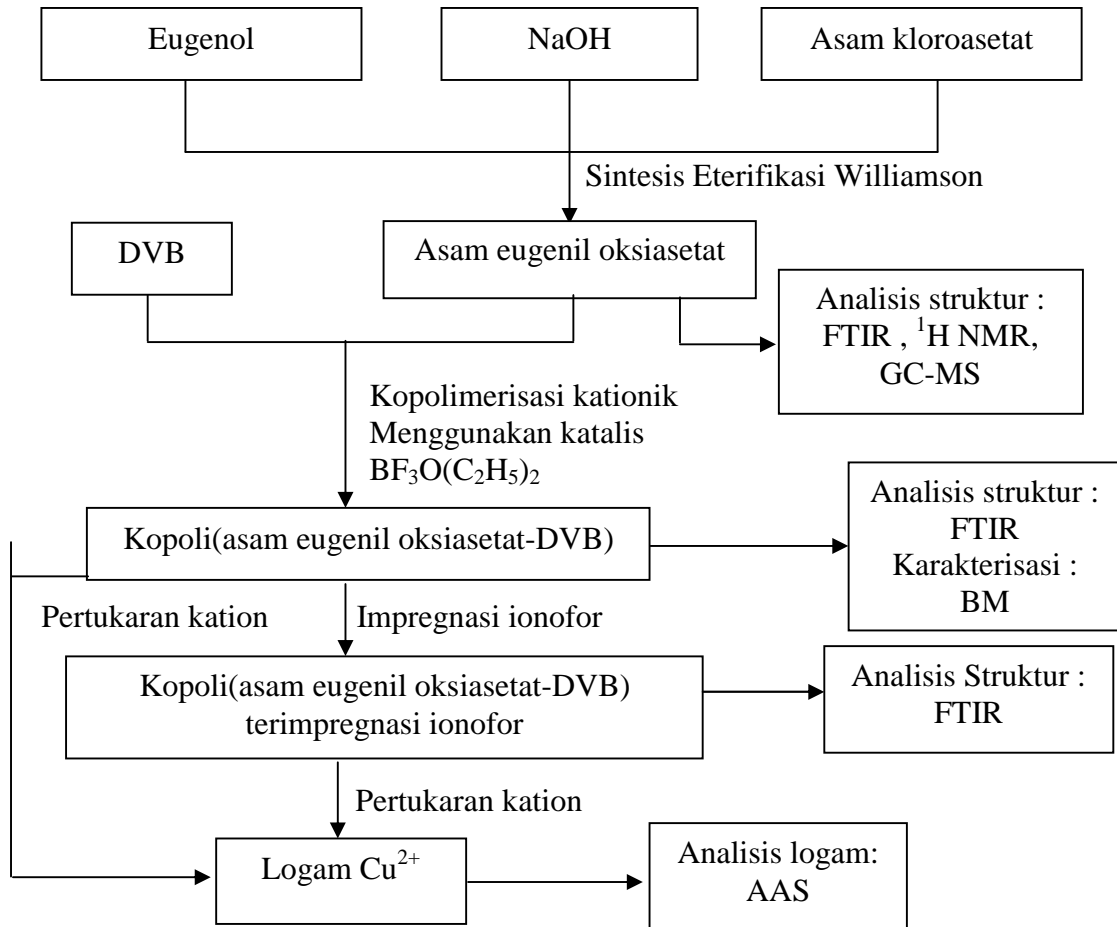 Eugenol
NaOH
Asam kloroasetat
Sintesis Eterifikasi Williamson
DVB
Asam eugenil oksiasetat
Analisis struktur :
FTIR , ¹H NMR,
GC-MS
Kopolimerisasi kationik
Menggunakan katalis
BF₃O(C₂H₅)₂
Kopoli(asam eugenil oksiasetat-DVB)
Analisis struktur :
FTIR
Karakterisasi :
BM
Pertukaran kation
Impregnasi ionofor
Kopoli(asam eugenil oksiasetat-DVB)
terimpregnasi ionofor
Analisis Struktur :
FTIR
Pertukaran kation
Logam Cu²⁺
Analisis logam:
AAS